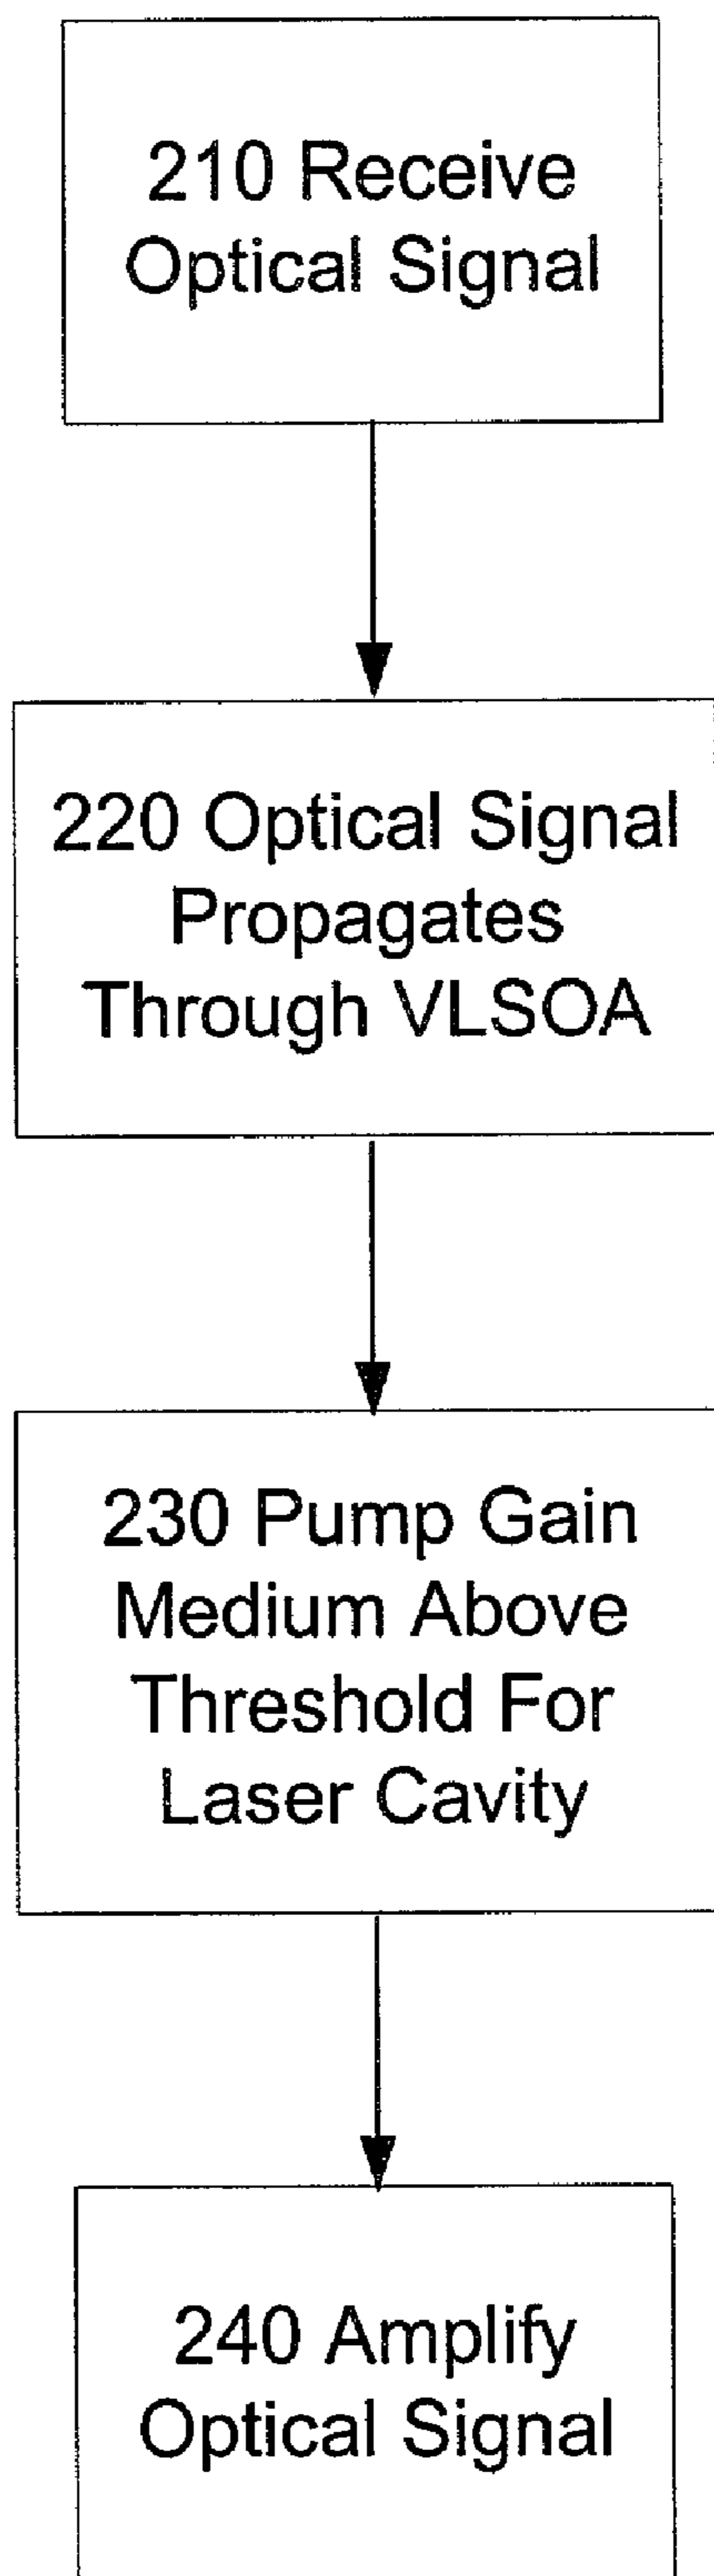 210 Receive
Optical Signal
220 Optical Signal
Propagates
Through VLSOA
230 Pump Gain
Medium Above
Threshold For
Laser Cavity
240 Amplify
Optical Signal